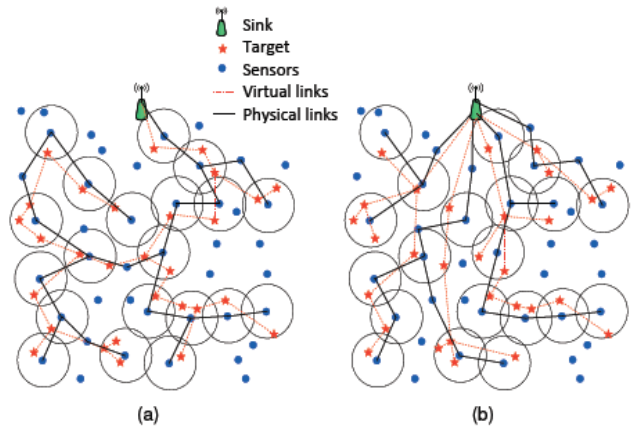 Sink
Target
Sensors
Virtual links
Physical links
(a)
(b)